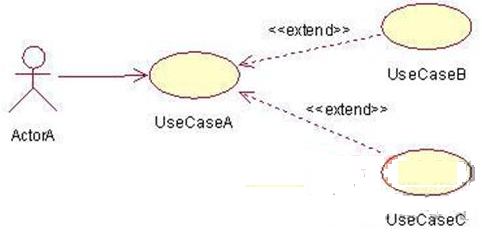 <<extend>>
UseCaseB
UseCaseA
<<extend>>
ActorA
UseCaseC